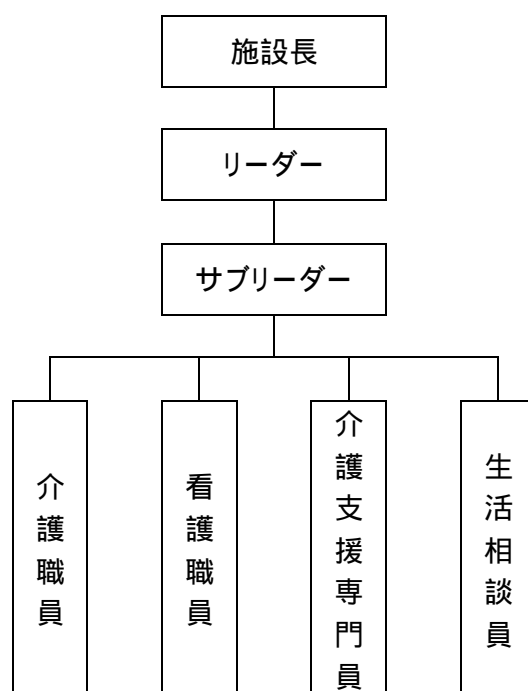 施設長
リーダー
サブリーダー
介護職員
看護職員
介護支援専門員
生活相談員